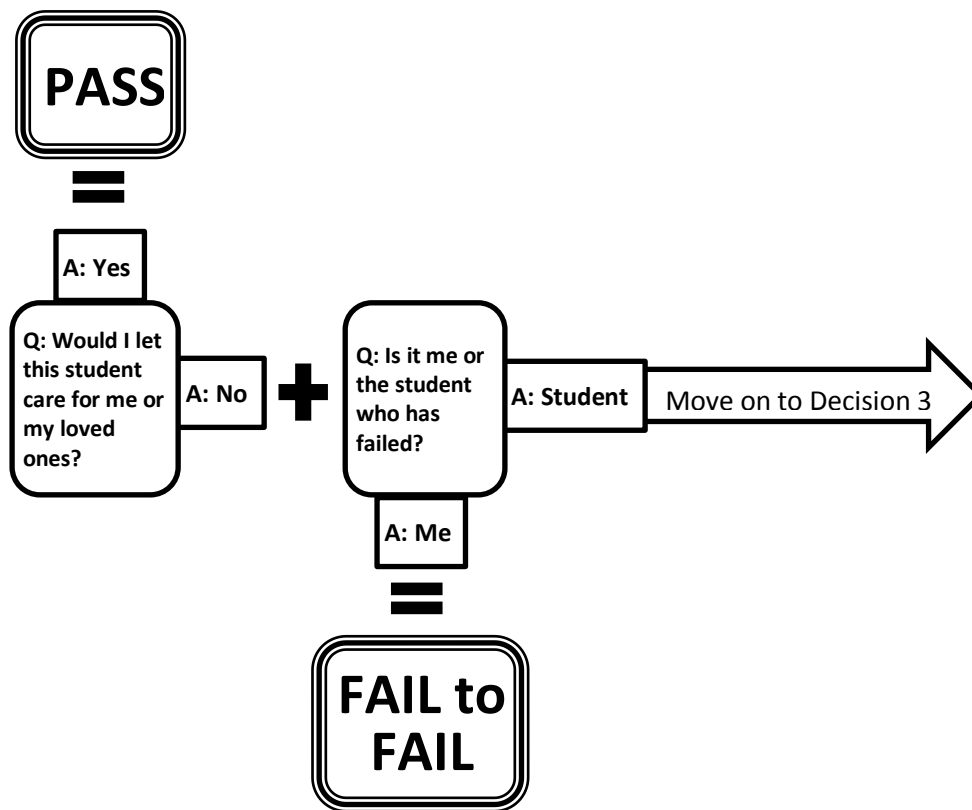 PASS
A: Yes
Q: Would I let
this student
care for me or
my loved
ones?
A: No
Q: Is it me or
the student
who has
failed?
A: Student
Move on to Decision 3
A: Me
FAIL to
FAIL